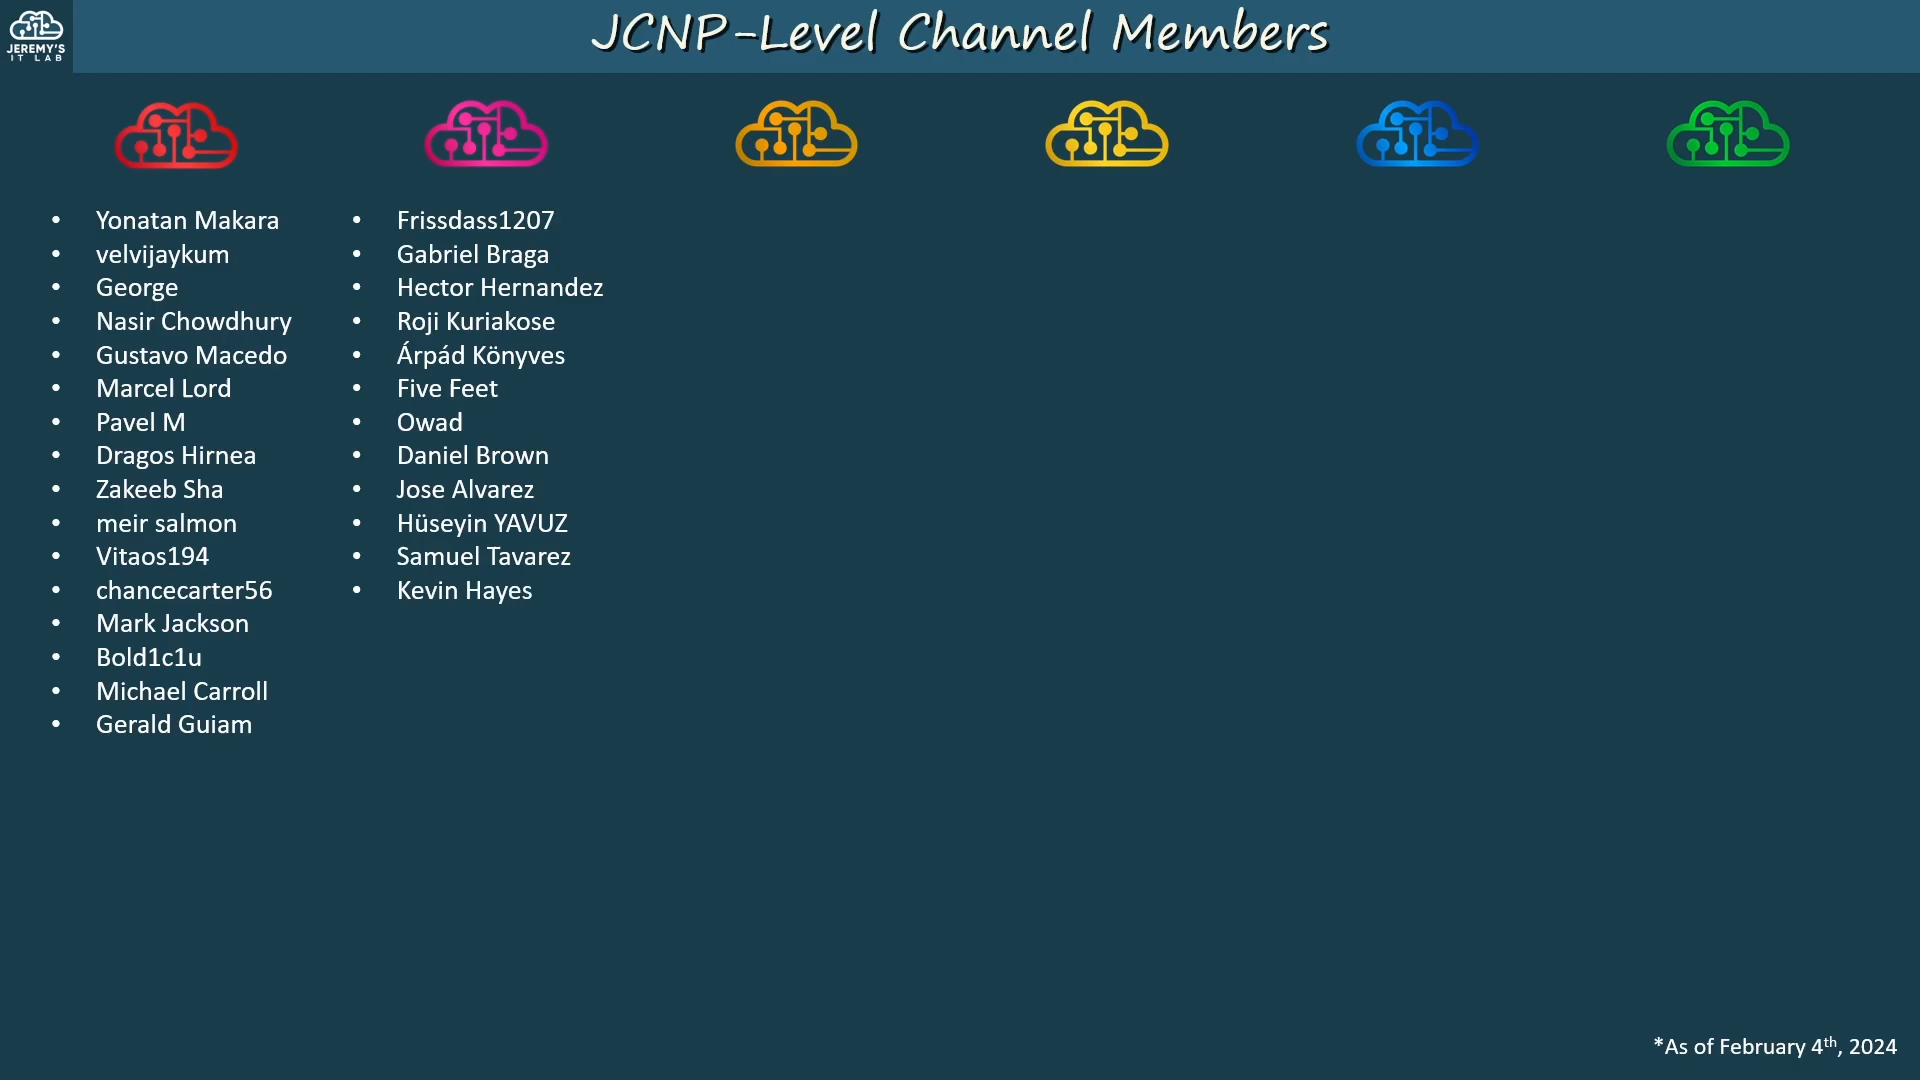 JEREMY'S
IT LAB
JCNP-Level Channel Members
• Yonatan Makara
• velvijaykum
• George
• Nasir Chowdhury
• Gustavo Macedo
• Marcel Lord
• Pavel M
• Dragos Hirnea
• Zakeeb Sha
• meir salmon
• Vitaos194
• chancecarter56
• Mark Jackson
• Bold1c1u
• Michael Carroll
• Gerald Guiam
• Frissdass1207
• Gabriel Braga
• Hector Hernandez
• Roji Kuriakose
• Árpád Könyves
• Five Feet
• Owad
• Daniel Brown
• Jose Alvarez
• Hüseyin YAVUZ
• Samuel Tavarez
• Kevin Hayes
*As of February 4th, 2024